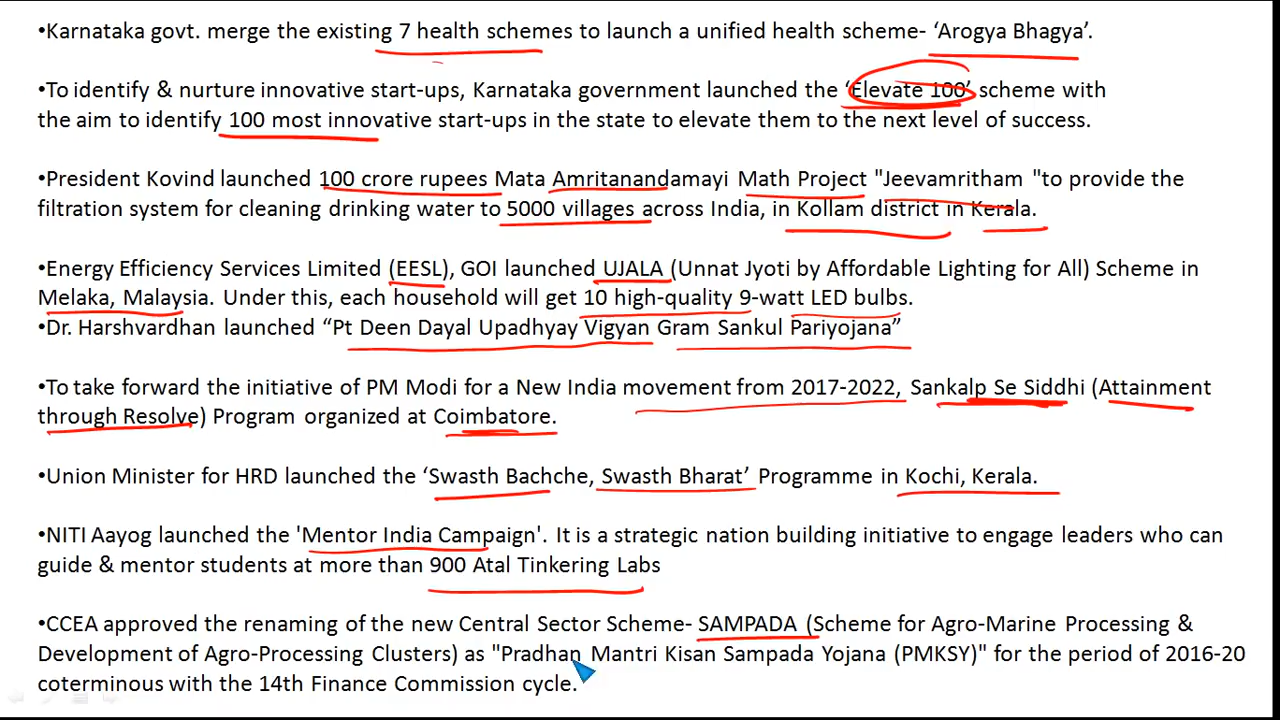 •Karnataka govt. merge the existing 7 health schemes to launch a unified health scheme- ‘Arogya Bhagya’.
•To identify & nurture innovative start-ups, Karnataka government launched the ‘Elevate 100’ scheme with
the aim to identify 100 most innovative start-ups in the state to elevate them to the next level of success.
•President Kovind launched 100 crore rupees Mata Amritanandamayi Math Project "Jeevamritham "to provide the
filtration system for cleaning drinking water to 5000 villages across India, in Kollam district in Kerala.
•Energy Efficiency Services Limited (EESL), GOI launched UJALA (Unnat Jyoti by Affordable Lighting for All) Scheme in
Melaka, Malaysia. Under this, each household will get 10 high-quality 9-watt LED bulbs.
•Dr. Harshvardhan launched “Pt Deen Dayal Upadhyay Vigyan Gram Sankul Pariyojana”
•To take forward the initiative of PM Modi for a New India movement from 2017-2022, Sankalp Se Siddhi (Attainment
through Resolve) Program organized at Coimbatore.
•Union Minister for HRD launched the ‘Swasth Bachche, Swasth Bharat’ Programme in Kochi, Kerala.
•NITI Aayog launched the 'Mentor India Campaign'. It is a strategic nation building initiative to engage leaders who can
guide & mentor students at more than 900 Atal Tinkering Labs
•CCEA approved the renaming of the new Central Sector Scheme- SAMPADA (Scheme for Agro-Marine Processing &
Development of Agro-Processing Clusters) as "Pradhan Mantri Kisan Sampada Yojana (PMKSY)" for the period of 2016-20
coterminous with the 14th Finance Commission cycle.